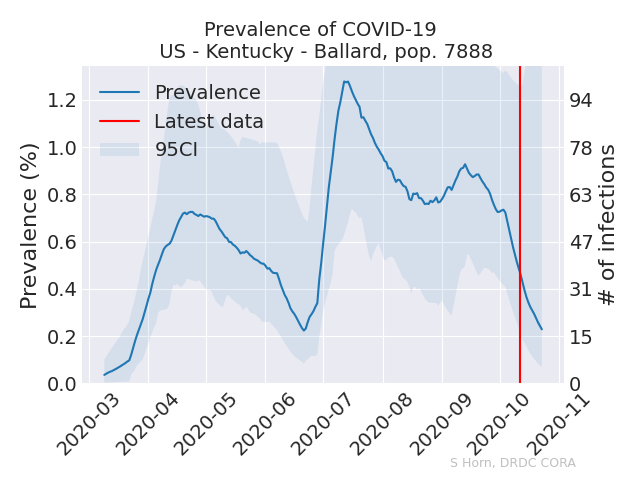 Prevalence of COVID-19
US - Kentucky - Ballard, pop. 7888
Prevalence
Latest data
95CI
Prevalence (%)
1.2
1.0
0.8
0.6
0.4
0.2
0.0
# of infections
94
78
63
47
31
15
0
2020-03
2020-04
2020-05
2020-06
2020-07
2020-08
2020-09
2020-10
2020-11
S Horn, DRDC CORA